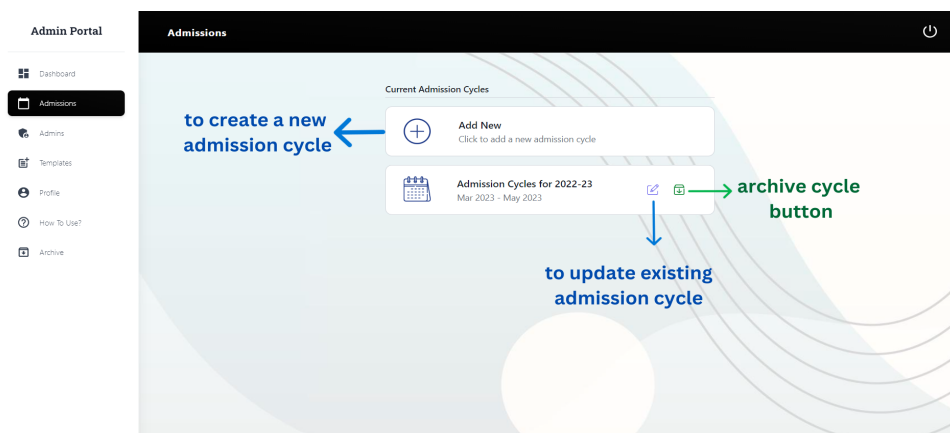 Admin Portal
Admissions
Dashboard
Admissions
Admins
Templates
Profile
How To Use?
Archive
Current Admission Cycles
to create a new
admission cycle
Add New
Click to add a new admission cycle
Admission Cycles for 2022-23
Mar 2023 - May 2023
archive cycle
button
to update existing
admission cycle